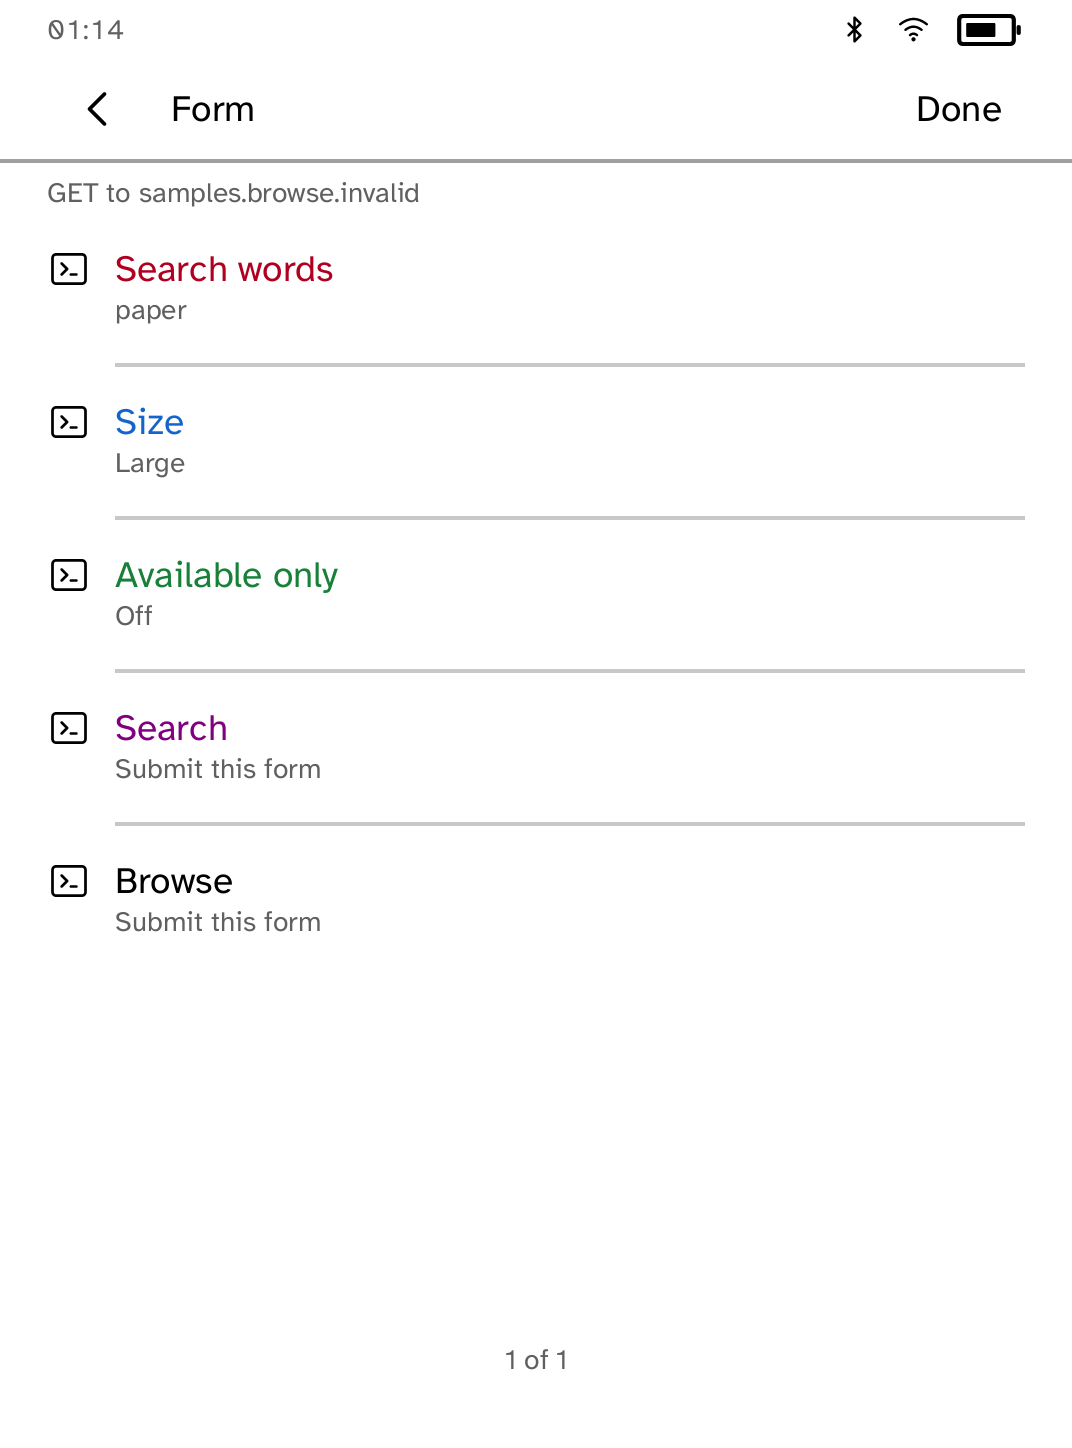 01:14
Form
Done
GET to samples.browse.invalid
Search words
paper
Size
Large
Available only
Off
Search
Submit this form
Browse
Submit this form
1 of 1